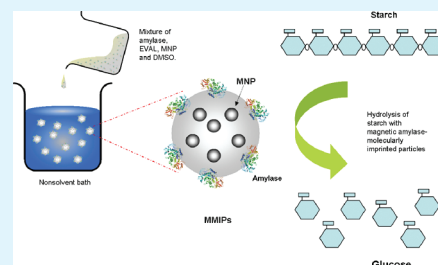 Mixture of
amylase,
EVAL, MNP
and DMSO.
Nonsolvent bath
MNP
Amylase
MMIPs
Starch
Hydrolysis of
starch with
magnetic amylase-
molecularly
imprinted particles
Glucose